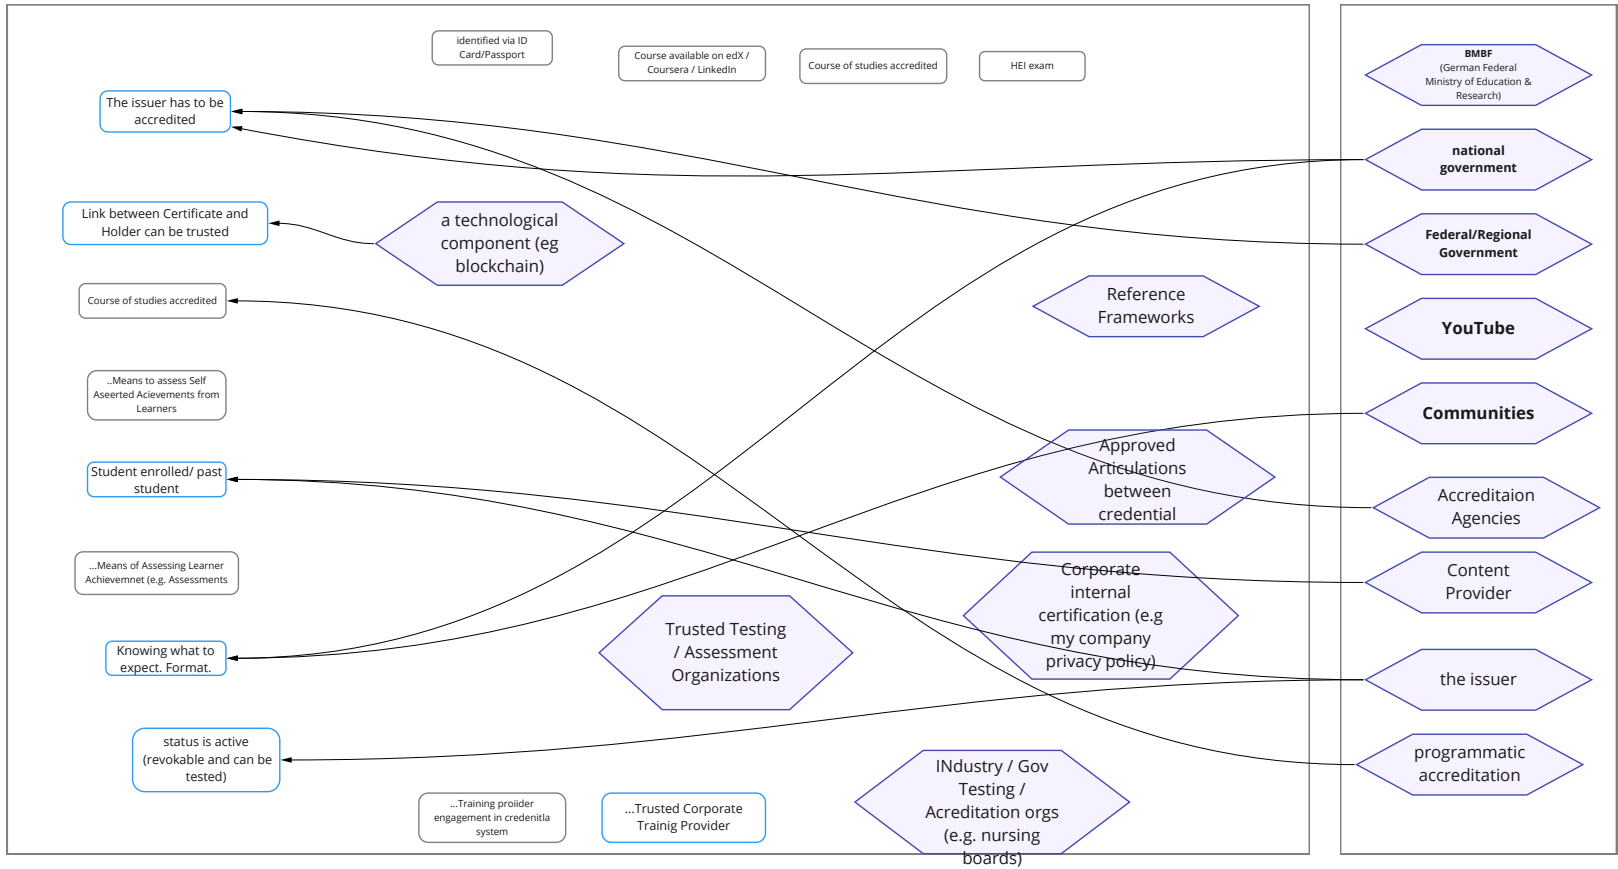 identified via ID
Card/Passport
Course available on edX /
Coursera / LinkedIn
Course of studies accredited
HEI exam
The issuer has to be
accredited
Link between Certificate and
Holder can be trusted
a technological
component (eg
blockchain)
Course of studies accredited
Reference
Frameworks
..Means to assess Self
Aseerted Acievements from
Learners
Approved
Articulations
between
credential
Student enrolled/ past
student
...Means of Assessing Learner
Achievemnet (e.g. Assessments
Corporate
internal
certification (e.g
my company
privacy policy)
Trusted Testing
/ Assessment
Organizations
Knowing what to
expect. Format.
status is active
(revokable and can be
tested)
INdustry / Gov
Testing /
Acreditation orgs
(e.g. nursing
boards)
...Training proiider
engagement in credenitla
system
...Trusted Corporate
Trainig Provider
BMBF
(German Federal
Ministry of Education &
Research)
national
government
Federal/Regional
Government
YouTube
Communities
Accreditaion
Agencies
Content
Provider
the issuer
programmatic
accreditation